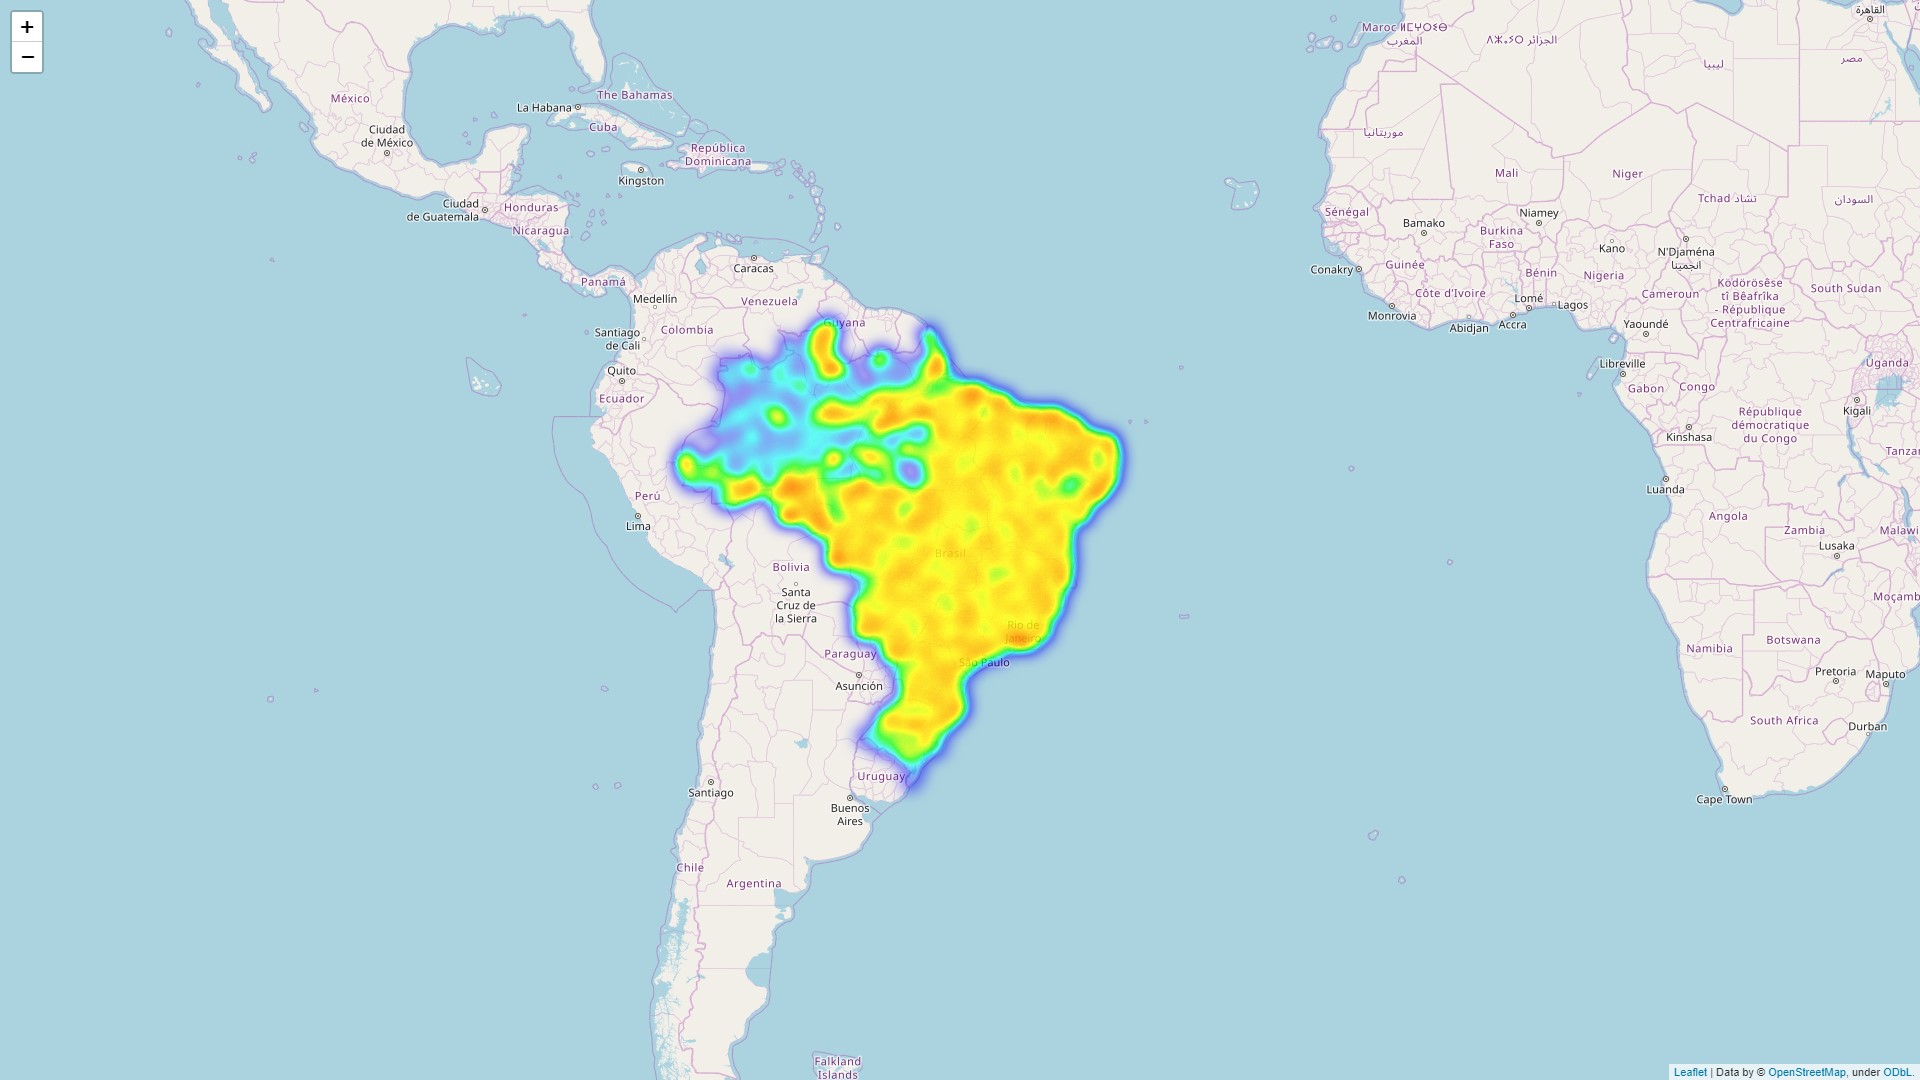 +
−
México
Ciudad
de México
La Habana
The Bahamas
Cuba
República
Dominicana
Kingston
Ciudad
de Guatemala
Honduras
Nicaragua
Panamá
Caracas
Venezuela
Medellín
Colombia
Santiago
de Cali
Guyana
Quito
Ecuador
Perú
Lima
Brasil
Bolivia
Santa
Cruz de
la Sierra
Rio de
Janeiro
São Paulo
Paraguay
Asunción
Uruguay
Santiago
Buenos
Aires
Chile
Argentina
Falkland
Islands
Maroc ⵍⵎⵖⵔⵉⴱ
المغرب
الجزائر
ليبيا
القاهرة
مصر
موريتانيا
Mali
Niger
Tchad تشاد
السودان
Sénégal
Bamako
Niamey
Burkina
Faso
Kano
N'Djaména
انجمينا
Conakry
Guinée
Bénin
Nigeria
Ködörösêse
tî Bêafrîka
- République
Centrafricaine
South Sudan
Côte d'Ivoire
Lomé
Lagos
Cameroun
Monrovia
Abidjan
Accra
Yaoundé
Libreville
Gabon
Congo
Uganda
Kigali
République
démocratique
du Congo
Kinshasa
Luanda
Angola
Zambia
Lusaka
Namibia
Botswana
Pretoria
Maputo
South Africa
Durban
Cape Town
Leaflet | Data by © OpenStreetMap, under ODbL.